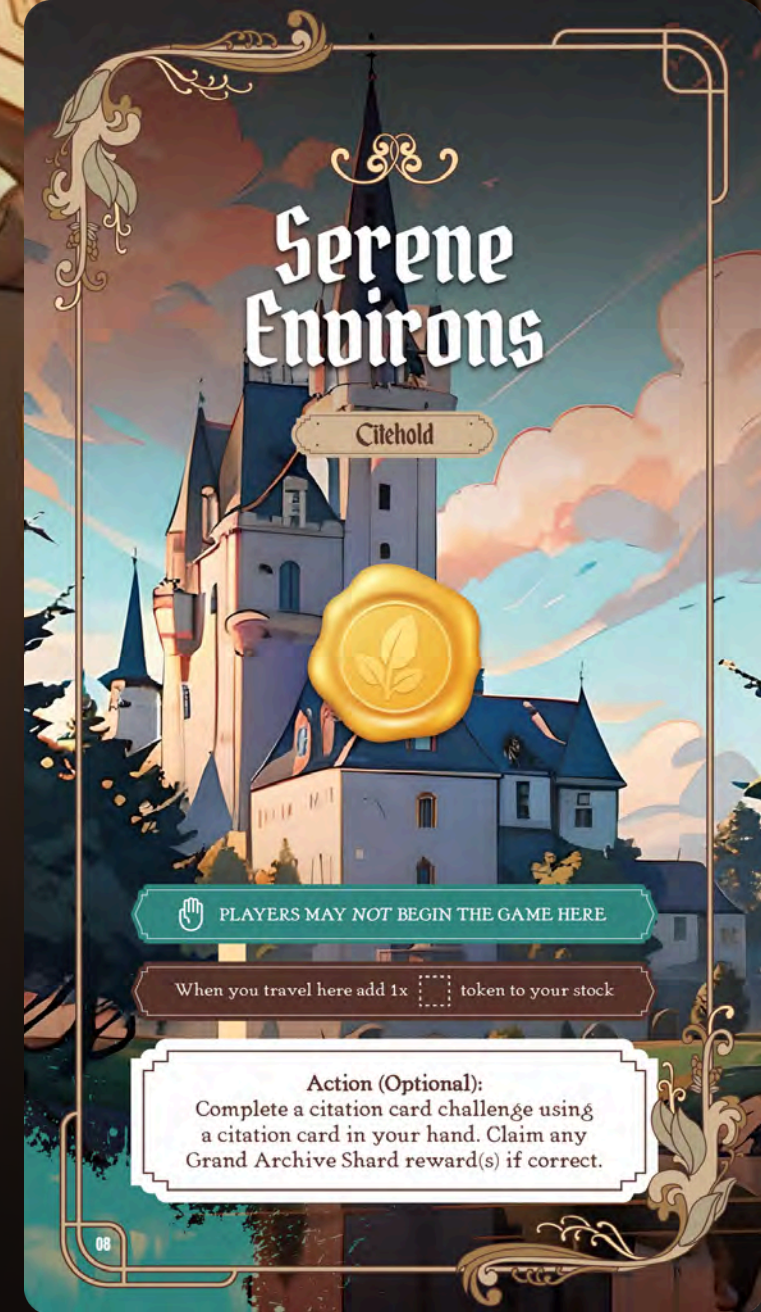 Serene
Environs
Citehold
PLAYERS MAY NOT BEGIN THE GAME HERE
When you travel here add 1x token to your stock
Action (Optional):
Complete a citation card challenge using
a citation card in your hand. Claim any
Grand Archive Shard reward(s) if correct.
08